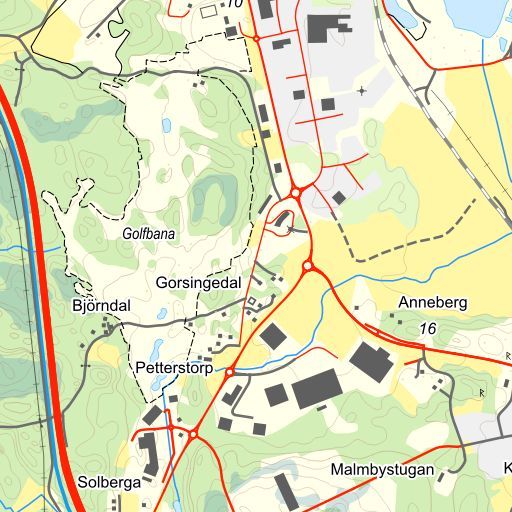 10
Golfbana
Gorsingedal
Björndal
Anneberg
16
Petterstorp
R
R
Malmbystugan
K
Solberga